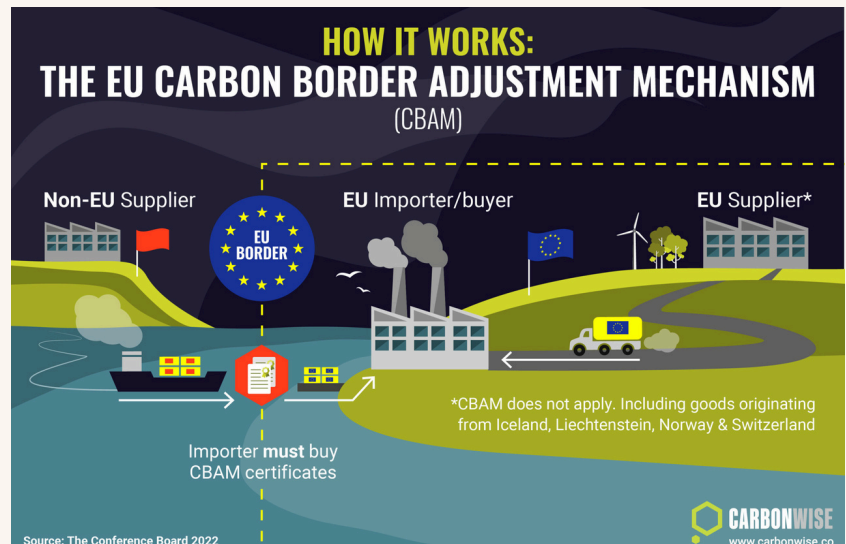 HOW IT WORKS:
THE EU CARBON BORDER ADJUSTMENT MECHANISM
(CBAM)
Non-EU Supplier
EU
BORDER
EU Importer/buyer
EU Supplier*
*CBAM does not apply. Including goods originating
from Iceland, Liechtenstein, Norway & Switzerland
Importer must buy
CBAM certificates
CARBONWISE
www.carbonwise.co
Source: The Conference Board 2022